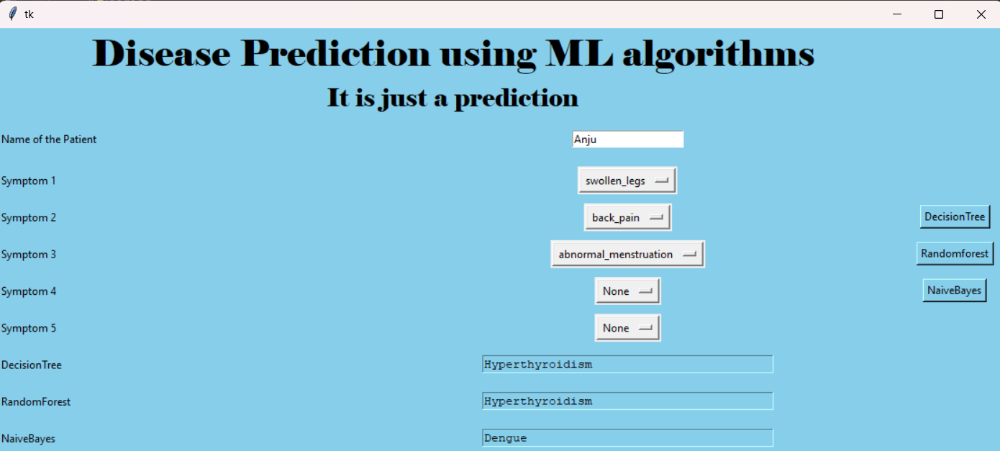 tk
Disease Prediction using ML algorithms
It is just a prediction
Name of the Patient Anju
Symptom 1 swollen_legs
Symptom 2 back_pain DecisionTree
Symptom 3 abnormal_menstruation Randomforest
Symptom 4 None NaiveBayes
Symptom 5 None
DecisionTree Hyperthyroidism
RandomForest Hyperthyroidism
NaiveBayes Dengue